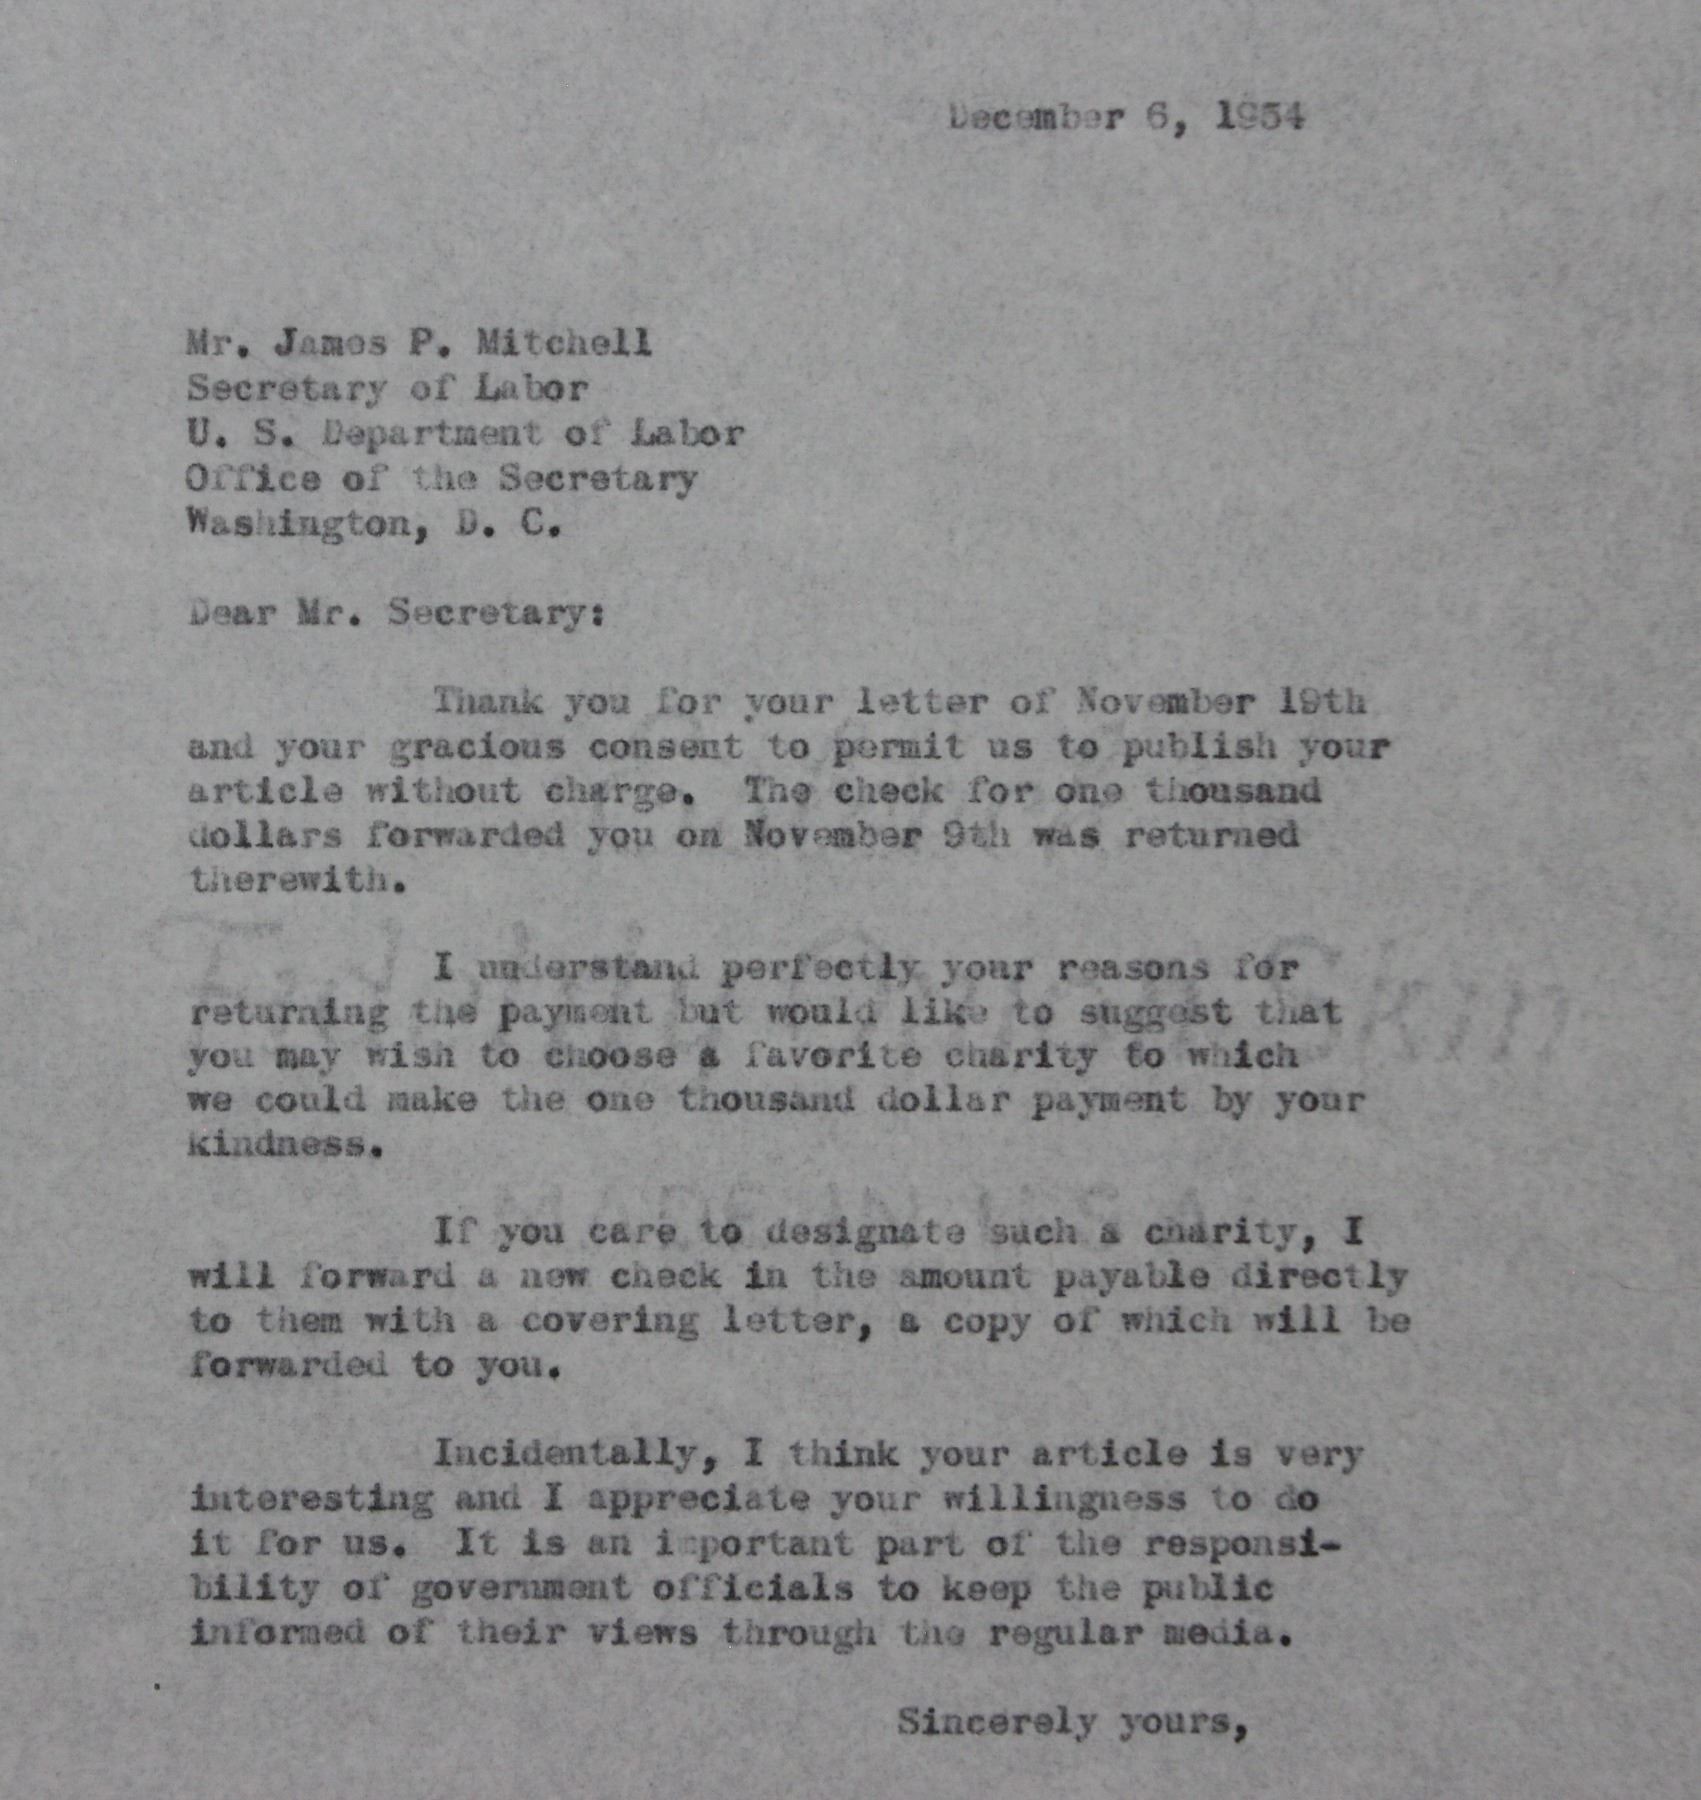 December 6, 1954
Mr. James P. Mitchell
Secretary of Labor
U. S. Department of Labor
Office of the Secretary
Washington, D. C.
Dear Mr. Secretary:
Thank you for your letter of November 19th
and your gracious consent to permit us to publish your
article without charge. The check for one thousand
dollars forwarded you on November 9th was returned
therewith.
I understand perfectly your reasons for
returning the payment but would like to suggest that
you may wish to choose a favorite charity to which
we could make the one thousand dollar payment by your
kindness.
If you care to designate such a charity, I
will forward a new check in the amount payable directly
to them with a covering letter, a copy of which will be
forwarded to you.
Incidentally, I think your article is very
interesting and I appreciate your willingness to do
it for us. It is an important part of the responsi-
bility of government officials to keep the public
informed of their views through the regular media.
Sincerely yours,